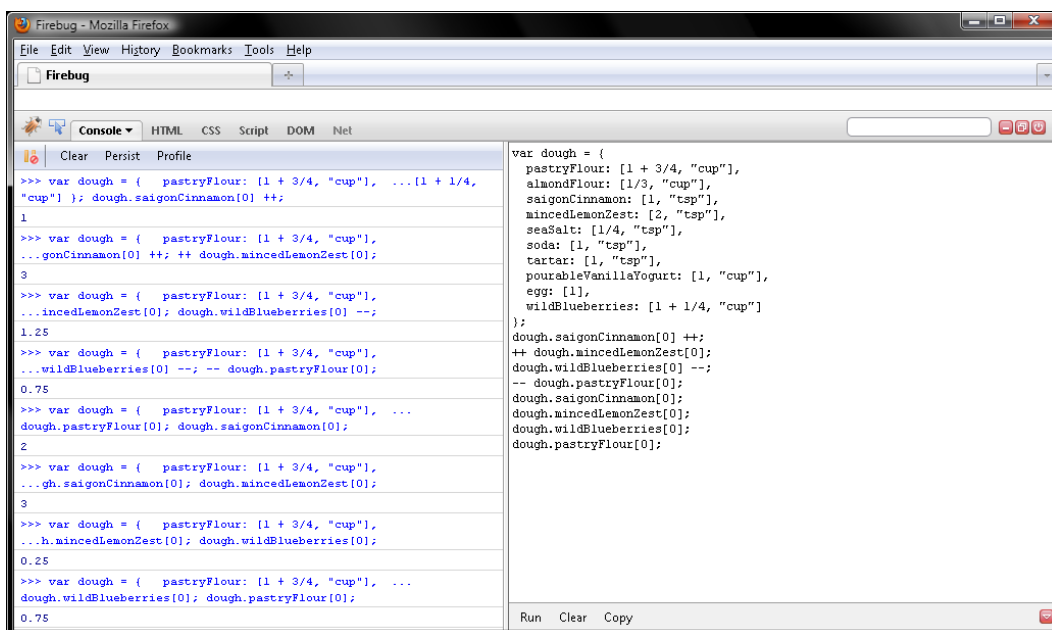 Firebug - Mozilla Firefox
File Edit View History Bookmarks Tools Help
Firebug
Console HTML CSS Script DOM Net
Clear Persist Profile
>>> var dough = {   pastryFlour: [1 + 3/4, "cup"],  ...[1 + 1/4,
"cup"] }; dough.saigonCinnamon[0] ++;
1
>>> var dough = {   pastryFlour: [1 + 3/4, "cup"],
...gonCinnamon[0] ++; ++ dough.mincedLemonZest[0];
3
>>> var dough = {   pastryFlour: [1 + 3/4, "cup"],
...incedLemonZest[0]; dough.wildBlueberries[0] --;
1.25
>>> var dough = {   pastryFlour: [1 + 3/4, "cup"],
...wildBlueberries[0] --; -- dough.pastryFlour[0];
0.75
>>> var dough = {   pastryFlour: [1 + 3/4, "cup"],  ...
dough.pastryFlour[0]; dough.saigonCinnamon[0];
2
>>> var dough = {   pastryFlour: [1 + 3/4, "cup"],
...gh.saigonCinnamon[0]; dough.mincedLemonZest[0];
3
>>> var dough = {   pastryFlour: [1 + 3/4, "cup"],
...h.mincedLemonZest[0]; dough.wildBlueberries[0];
0.25
>>> var dough = {   pastryFlour: [1 + 3/4, "cup"],  ...
dough.wildBlueberries[0]; dough.pastryFlour[0];
0.75
var dough = {
  pastryFlour: [1 + 3/4, "cup"],
  almondFlour: [1/3, "cup"],
  saigonCinnamon: [1, "tsp"],
  mincedLemonZest: [2, "tsp"],
  seaSalt: [1/4, "tsp"],
  soda: [1, "tsp"],
  tartar: [1, "tsp"],
  pourableVanillaYogurt: [1, "cup"],
  egg: [1],
  wildBlueberries: [1 + 1/4, "cup"]
};
dough.saigonCinnamon[0] ++;
++ dough.mincedLemonZest[0];
dough.wildBlueberries[0] --;
-- dough.pastryFlour[0];
dough.saigonCinnamon[0];
dough.mincedLemonZest[0];
dough.wildBlueberries[0];
dough.pastryFlour[0];
Run Clear Copy